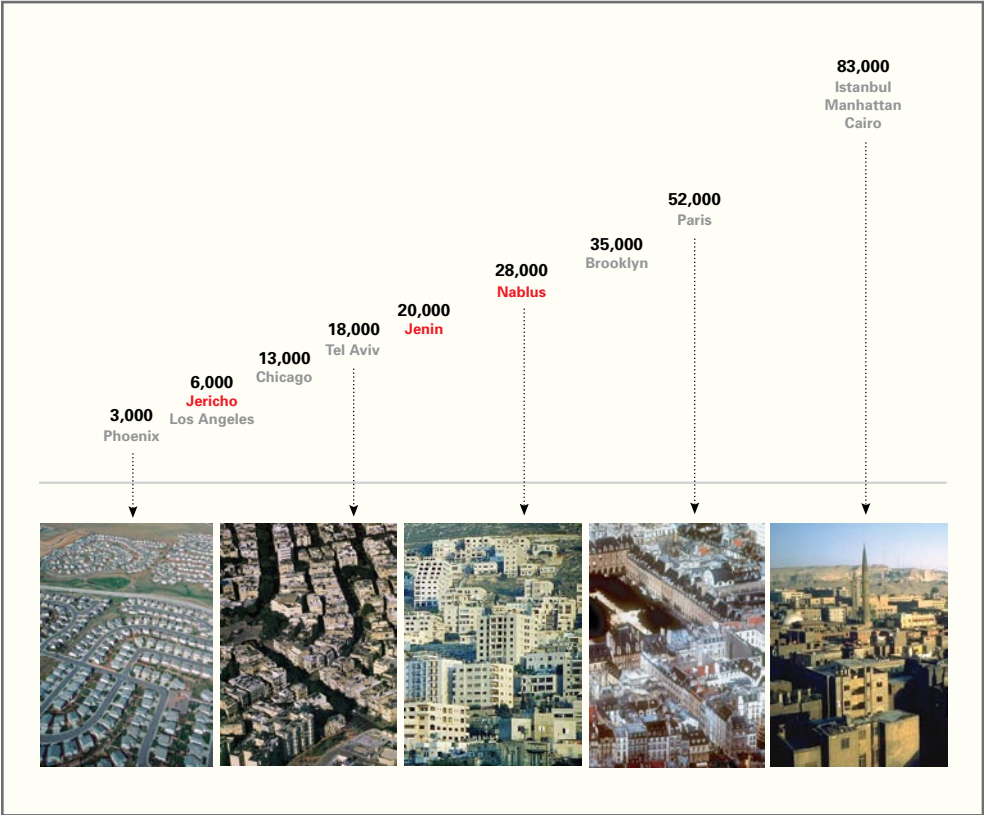 83,000
Istanbul
Manhattan
Cairo
52,000
Paris
35,000
Brooklyn
28,000
Nablus
20,000
Jenin
18,000
Tel Aviv
13,000
Chicago
6,000
Jericho
Los Angeles
3,000
Phoenix